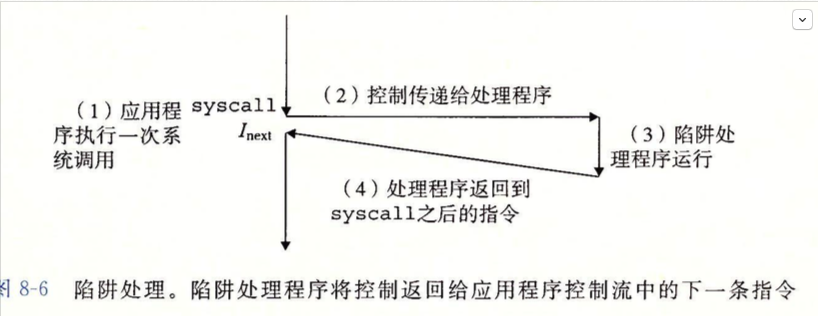 （1）应用程
序执行一次系
统调用
syscall
Inext
（2）控制传递给处理程序
（3）陷阱处
理程序运行
（4）处理程序返回到
syscall之后的指令
图 8-6 陷阱处理。陷阱处理程序将控制返回给应用程序控制流中的下一条指令